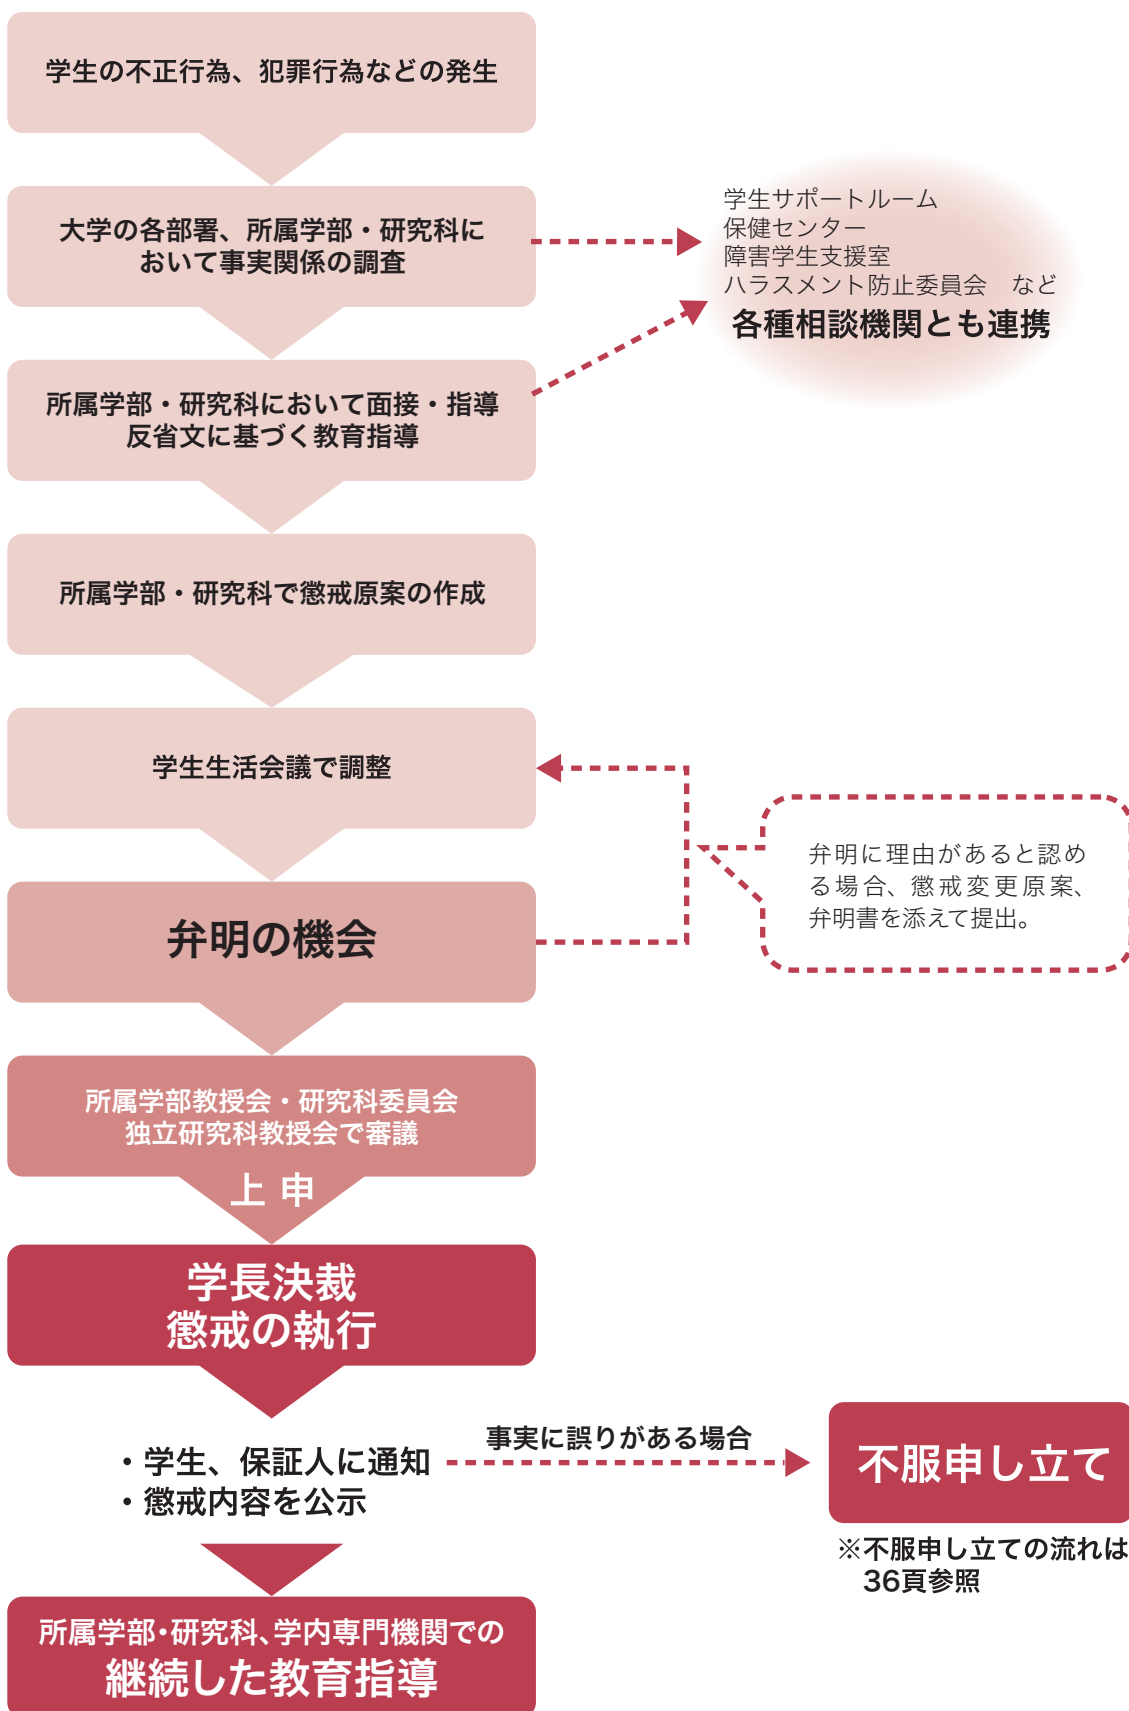 学生の不正行為、犯罪行為などの発生
大学の各部署、所属学部・研究科に
おいて事実関係の調査
学生サポートルーム
保健センター
障害学生支援室
ハラスメント防止委員会　など
各種相談機関とも連携
所属学部・研究科において面接・指導
反省文に基づく教育指導
所属学部・研究科で懲戒原案の作成
学生生活会議で調整
弁明に理由があると認め
る場合、懲戒変更原案、
弁明書を添えて提出。
弁明の機会
所属学部教授会・研究科委員会
独立研究科教授会で審議
上 申
学長決裁
懲戒の執行
・学生、保証人に通知
・懲戒内容を公示
事実に誤りがある場合
不服申し立て
※不服申し立ての流れは
36頁参照
所属学部・研究科、学内専門機関での
継続した教育指導